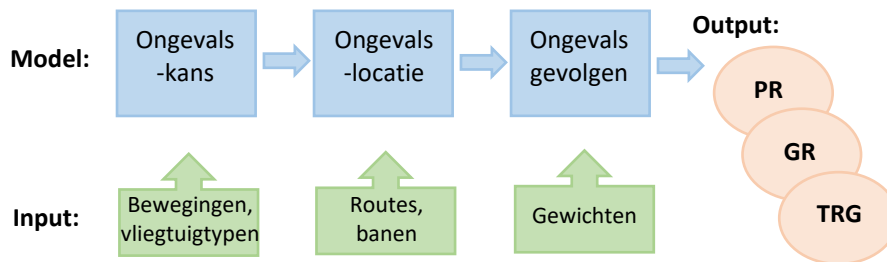 Model:
Ongevals
-kans
Ongevals
-locatie
Ongevals
gevolgen
Output:
PR
GR
TRG
Input:
Bewegingen,
vliegtuigtypen
Routes,
banen
Gewichten